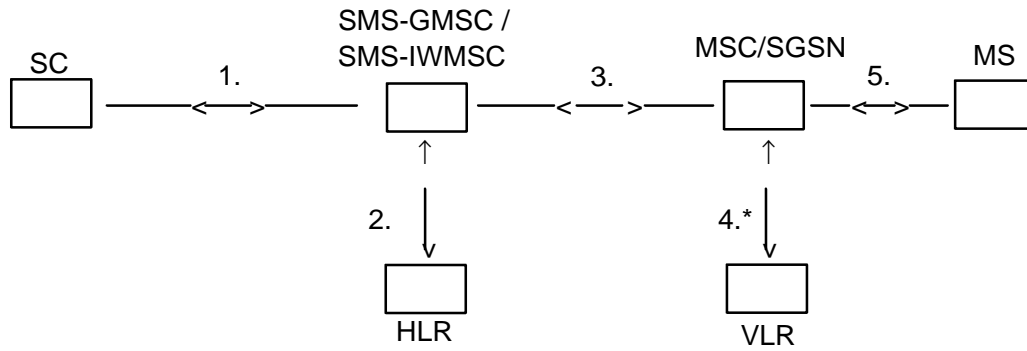 SMS-GMSC /
SMS-IWMSC
MSC/SGSN
MS
SC
1.
3.
5.
2.
4.*
HLR
VLR